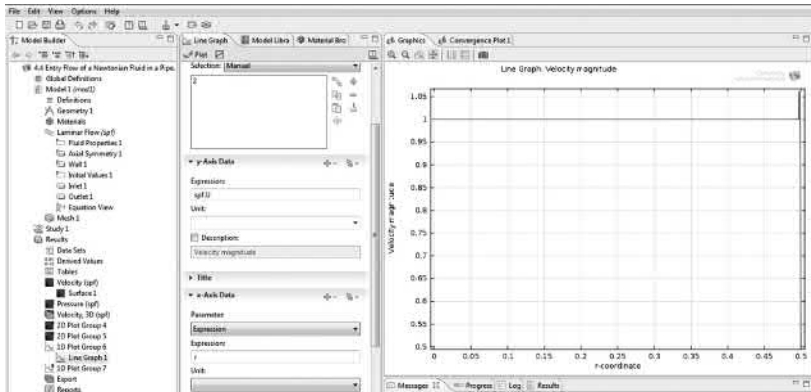 File Edit View Options Help
Model Builder
4.4 Entry Flow of a Newtonian Fluid in a Pipe.
Global Definitions
Model 1 (mod1)
Definitions
Geometry 1
Materials
Laminar Flow (spf)
Fluid Properties 1
Axial Symmetry 1
Wall 1
Initial Values 1
Inlet 1
Outlet 1
Equation View
Mesh 1
Study 1
Results
Data Sets
Derived Values
Tables
Velocity (spf)
Surface 1
Pressure (spf)
Velocity, 3D (spf)
2D Plot Group 4
2D Plot Group 5
1D Plot Group 6
Line Graph 1
1D Plot Group 7
Export
Reports
Line Graph
Model Libra
Material Bro
Plot
Selection: Manual
2
y-Axis Data
Expression:
spf.U
Unit:
Description:
Velocity magnitude
Title
x-Axis Data
Parameter:
Expression
Expression:
r
Unit:
Graphics
Convergence Plot 1
Line Graph: Velocity magnitude
1.05
1
0.95
0.9
0.85
0.8
0.75
0.7
0.65
0.6
0.55
0.5
Velocity magnitude
0 0.05 0.1 0.15 0.2 0.25 0.3 0.35 0.4 0.45 0.5
r-coordinate
Messages
Progress
Log
Results